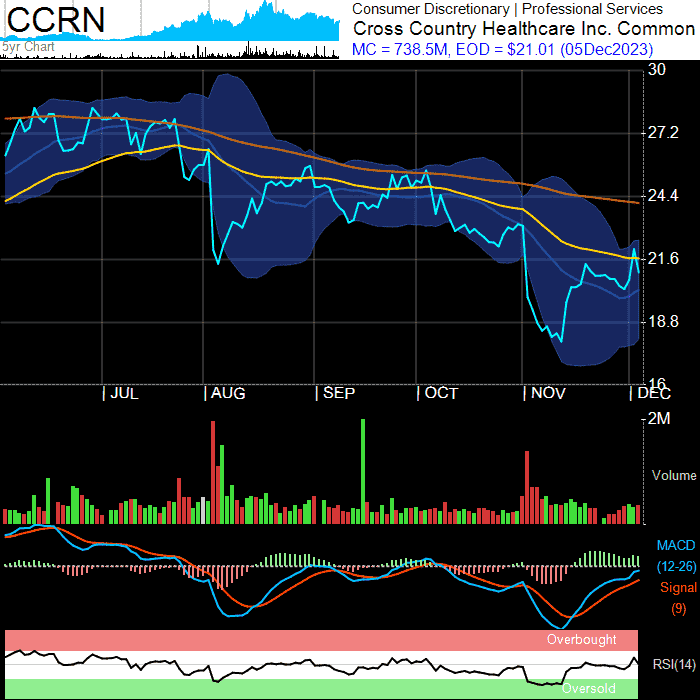 CCRN
5yr Chart
Consumer Discretionary | Professional Services
Cross Country Healthcare Inc. Common
MC = 738.5M, EOD = $21.01 (05Dec2023)
30
27.2
24.4
21.6
18.8
16
| JUL | AUG | SEP | OCT | NOV | DEC
2M
Volume
MACD
(12-26)
Signal
(9)
Overbought
RSI(14)
Oversold